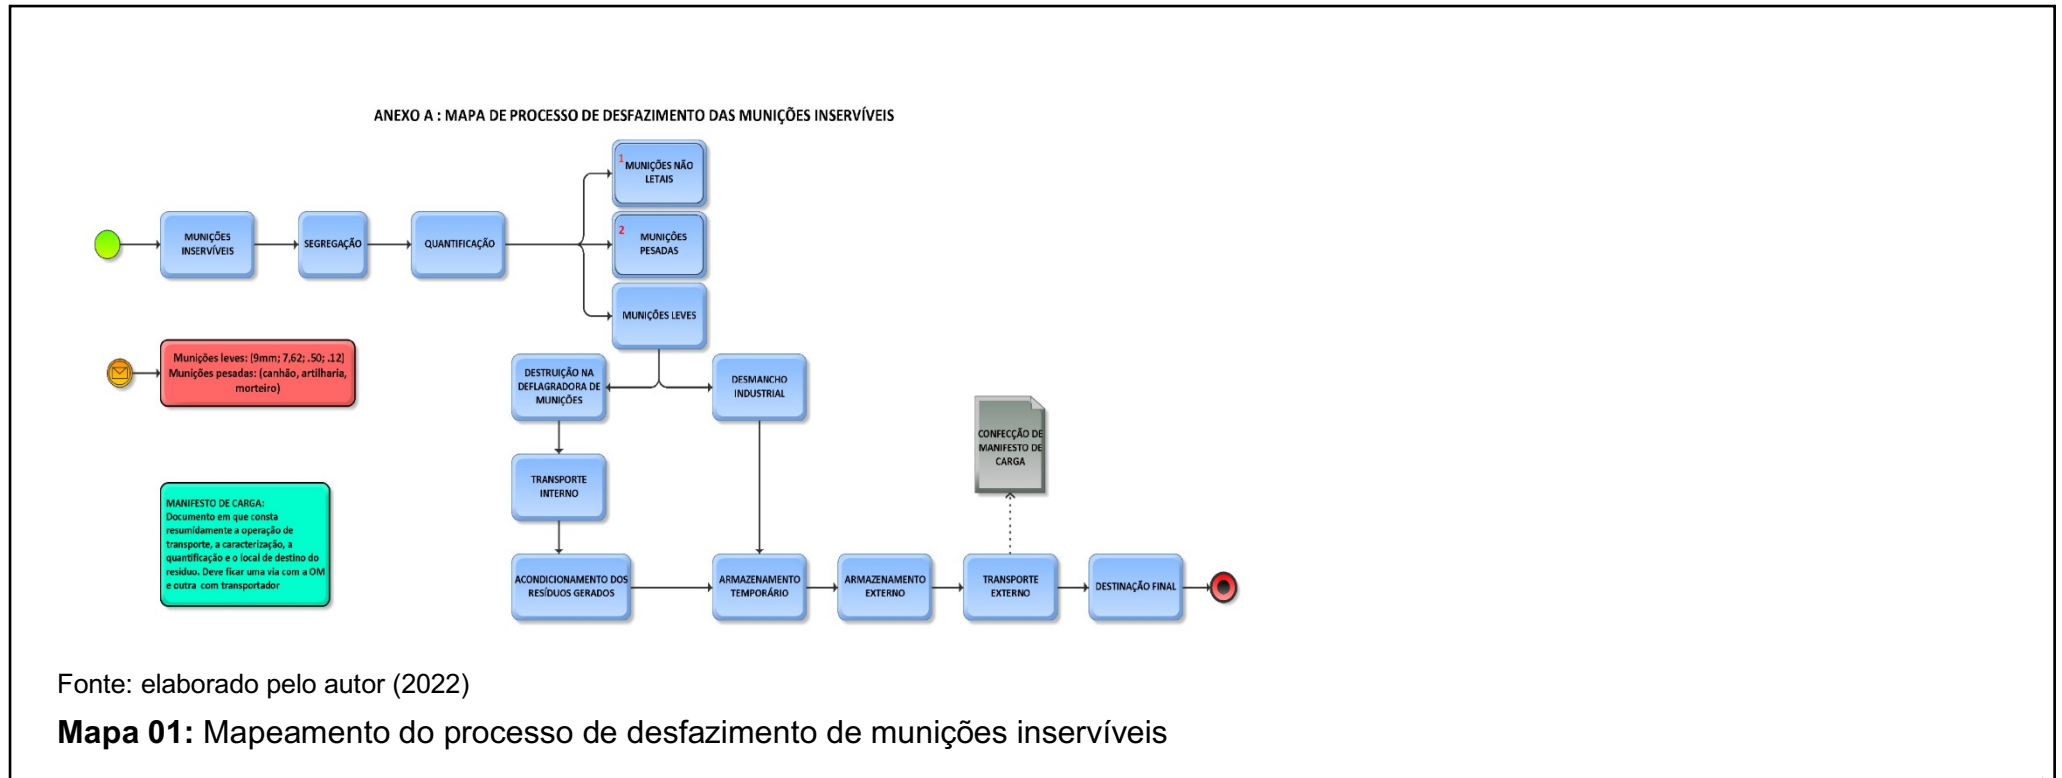 ANEXO A : MAPA DE PROCESSO DE DESFAZIMENTO DAS MUNIÇÕES INSERVÍVEIS
MUNIÇÕES
INSERVÍVEIS
SEGREGAÇÃO
QUANTIFICAÇÃO
1
MUNIÇÕES NÃO
LETAIS
2
MUNIÇÕES
PESADAS
MUNIÇÕES LEVES
Munições leves: (9mm; 7,62; .50; .12)
Munições pesadas: (canhão, artilharia,
morteiro)
DESTRUIÇÃO NA
DEFLAGRADORA DE
MUNIÇÕES
DESMANCHO
INDUSTRIAL
TRANSPORTE
INTERNO
CONFECÇÃO DE
MANIFESTO DE
CARGA
MANIFESTO DE CARGA:
Documento em que consta
resumidamente a operação de
transporte, a caracterização, a
quantificação e o local de destino do
resíduo. Deve ficar uma via com a OM
e outra com transportador
ACONDICIONAMENTO DOS
RESÍDUOS GERADOS
ARMAZENAMENTO
TEMPORÁRIO
ARMAZENAMENTO
EXTERNO
TRANSPORTE
EXTERNO
DESTINAÇÃO FINAL
Fonte: elaborado pelo autor (2022)
Mapa 01: Mapeamento do processo de desfazimento de munições inservíveis